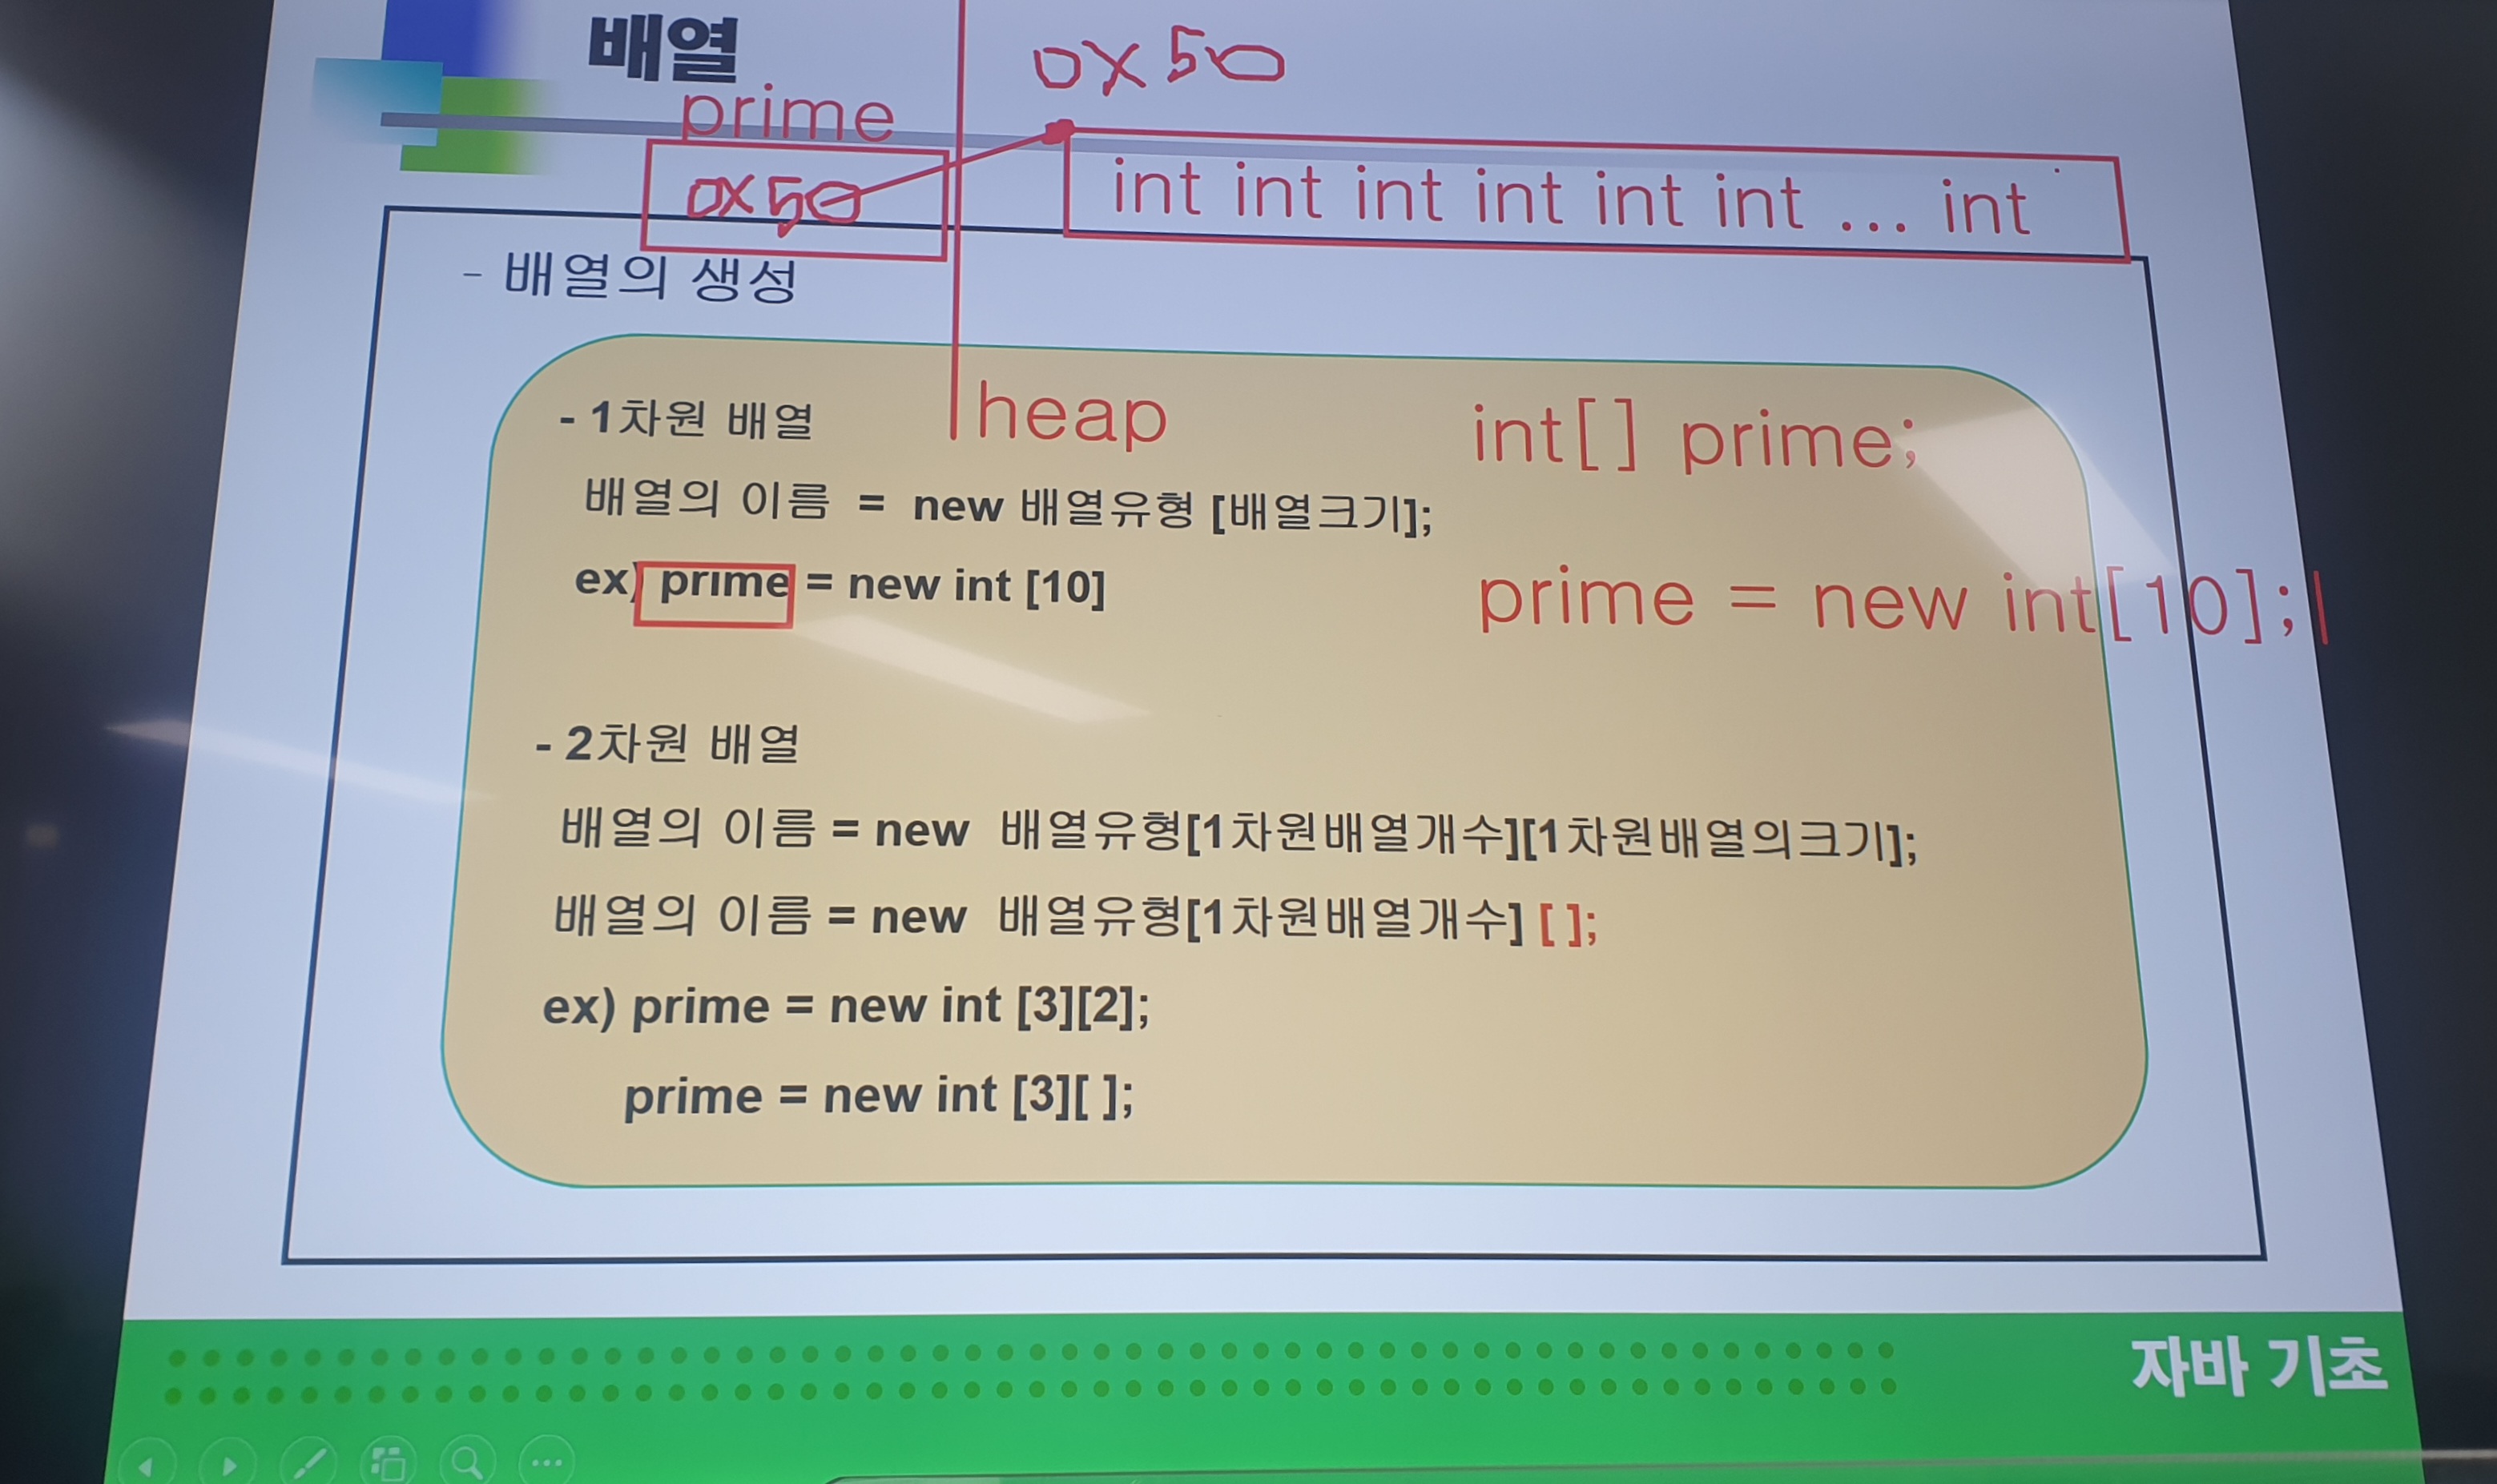 배열
0x50
prime
0x50
int int int int int int ... int
- 배열의 생성
- 1차원 배열
heap
int[] prime;
배열의 이름 = new 배열유형 [배열크기];
ex) prime = new int [10]
prime = new int[10];
- 2차원 배열
배열의 이름 = new 배열유형[1차원배열개수][1차원배열의크기];
배열의 이름 = new 배열유형[1차원배열개수] [ ];
ex) prime = new int [3][2];
prime = new int [3][ ];
자바 기초